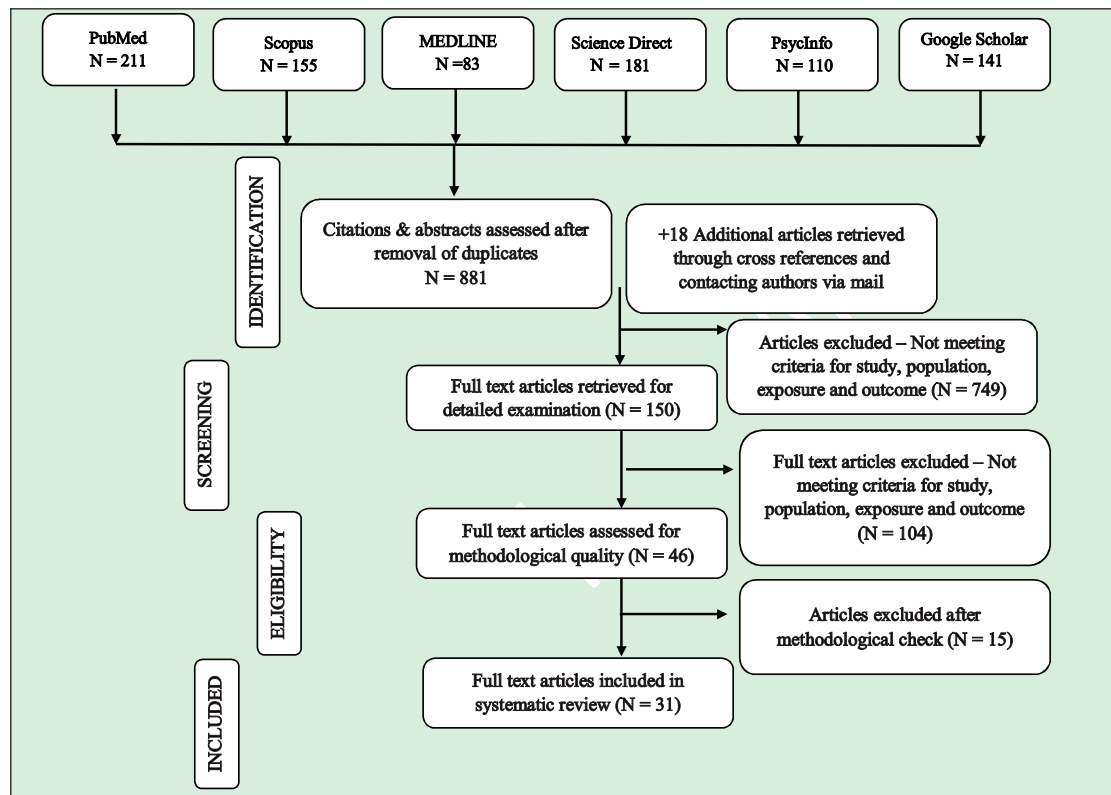 PubMed
N = 211
Scopus
N = 155
MEDLINE
N =83
Science Direct
N = 181
PsycInfo
N = 110
Google Scholar
N = 141
IDENTIFICATION
Citations & abstracts assessed after
removal of duplicates
N = 881
+18 Additional articles retrieved
through cross references and
contacting authors via mail
Articles excluded – Not meeting
criteria for study, population,
exposure and outcome (N = 749)
SCREENING
Full text articles retrieved for
detailed examination (N = 150)
Full text articles excluded – Not
meeting criteria for study,
population, exposure and outcome
(N = 104)
ELIGIBILITY
Full text articles assessed for
methodological quality (N = 46)
Articles excluded after
methodological check (N = 15)
INCLUDED
Full text articles included in
systematic review (N = 31)